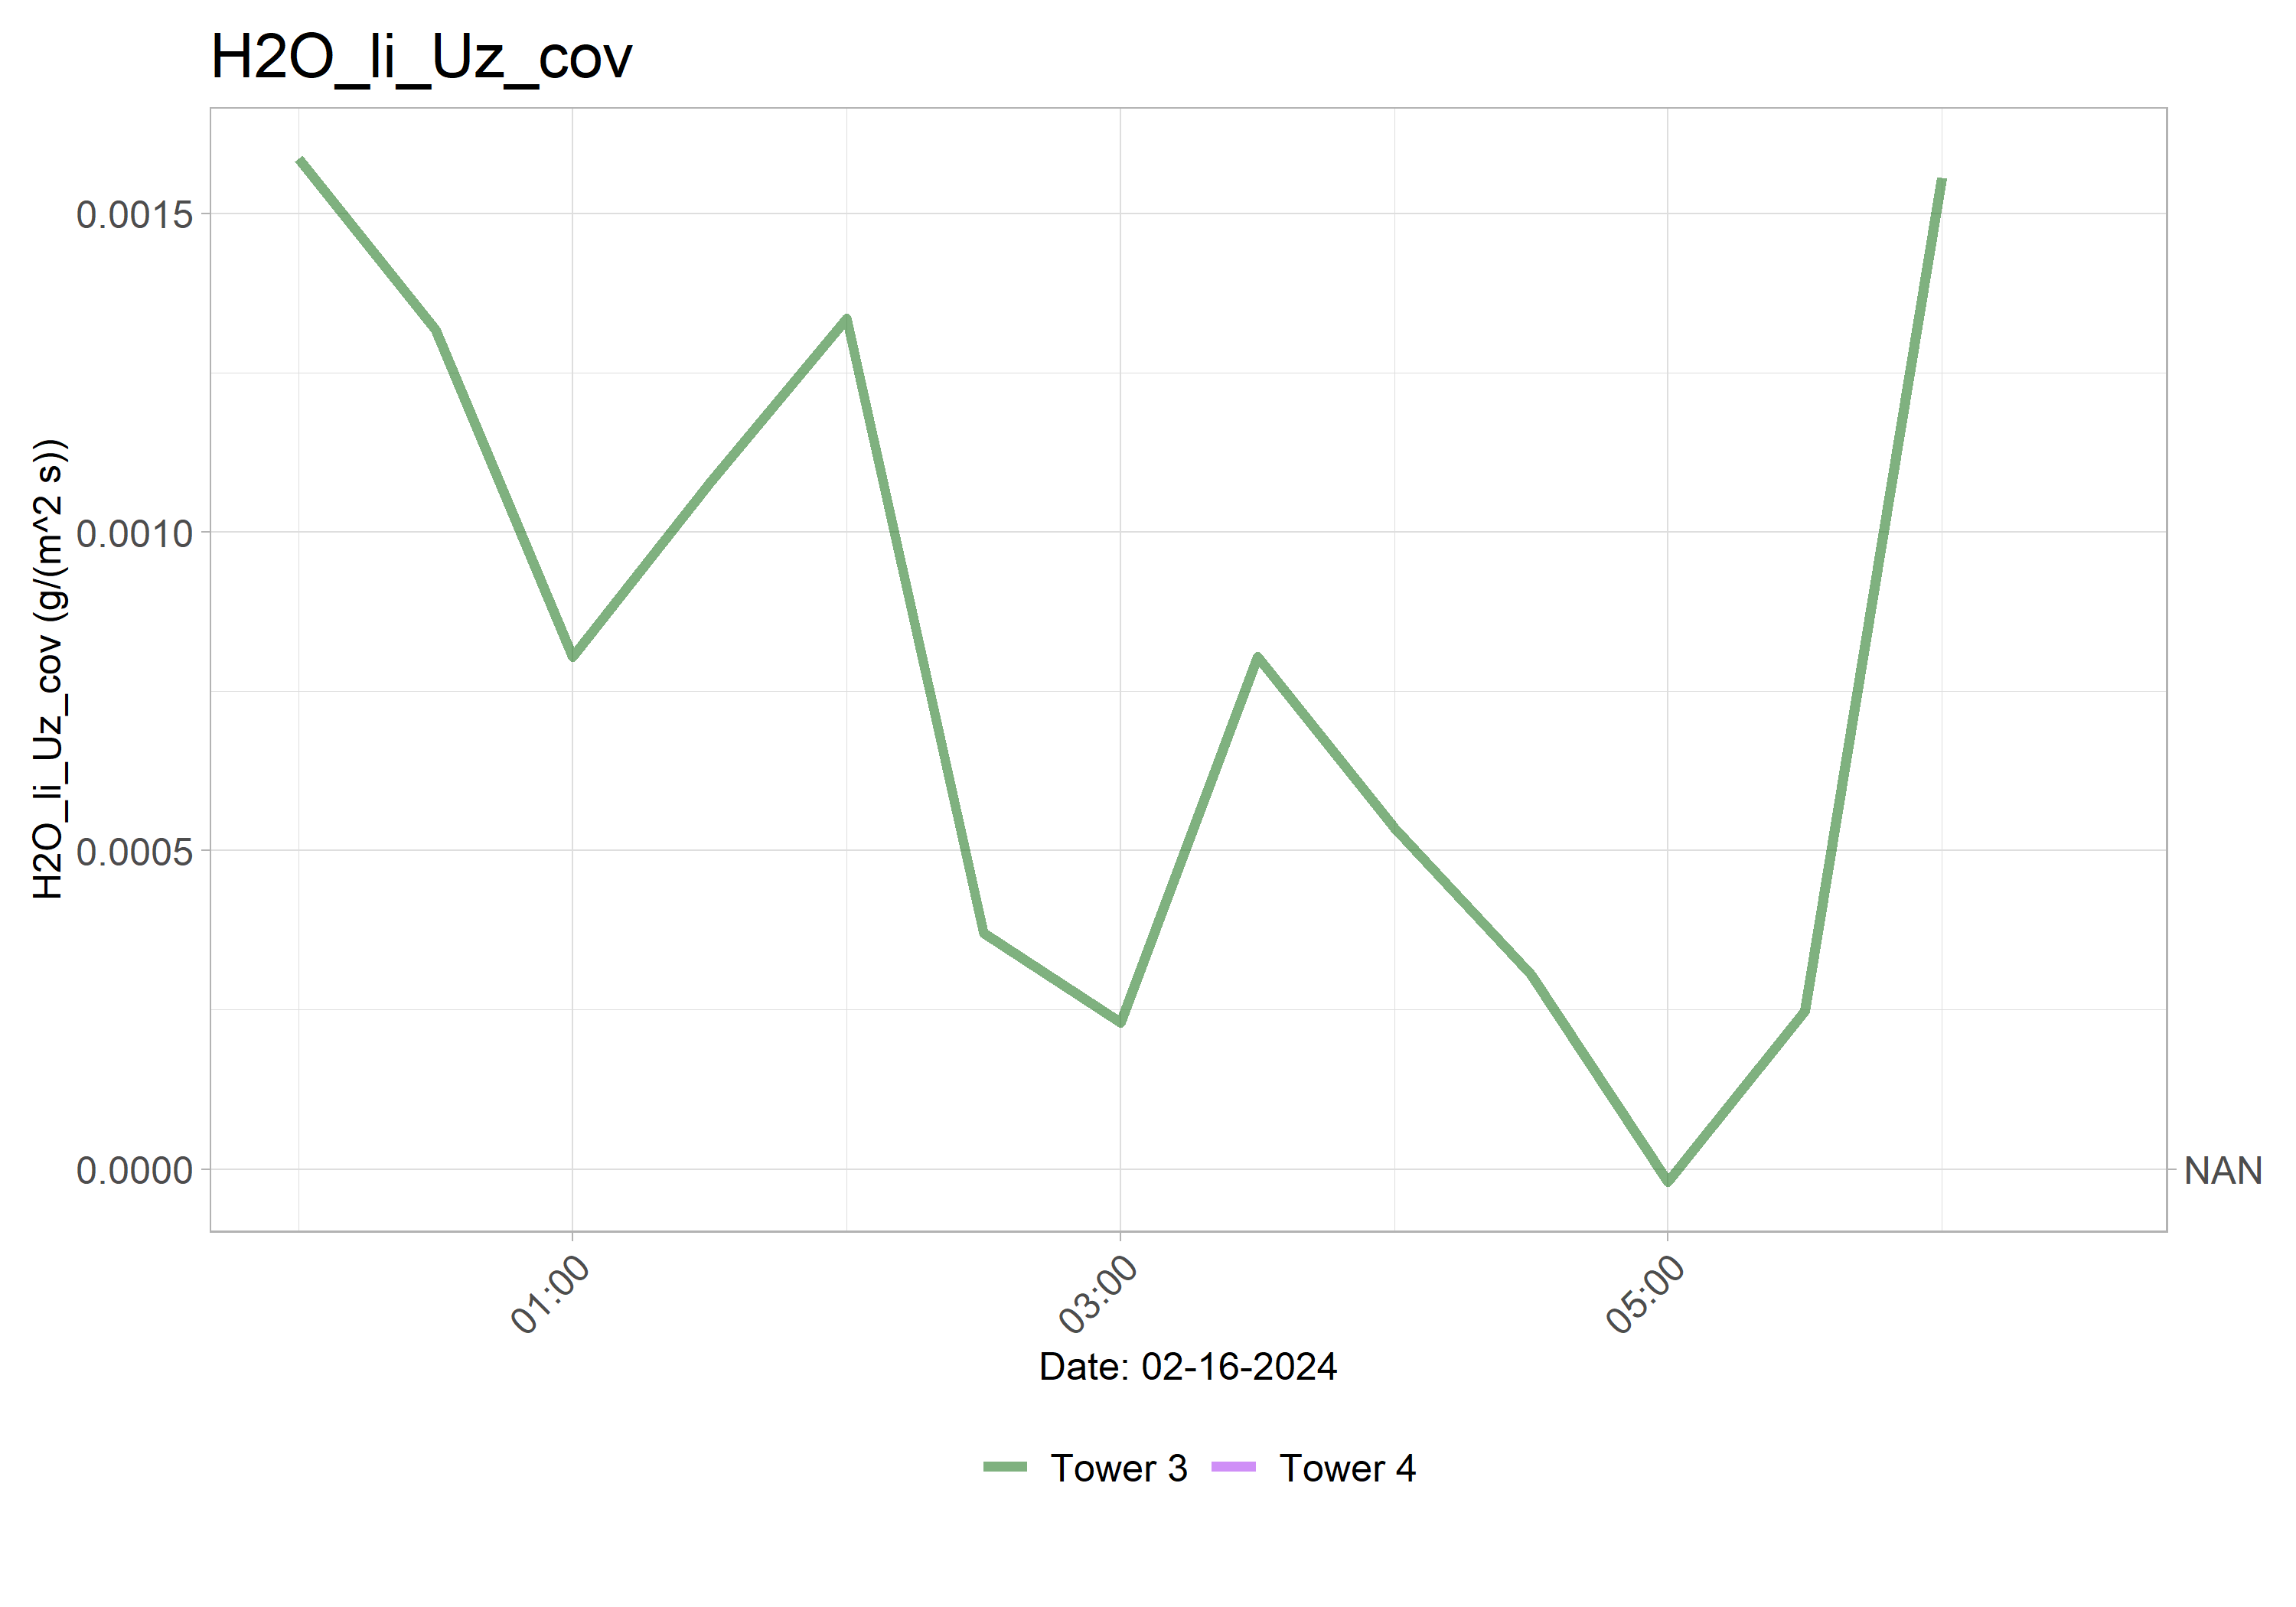 H2O_li_Uz_cov
H2O_li_Uz_cov (g/(m^2 s))
0.0015
0.0010
0.0005
0.0000
NAN
01:00
03:00
05:00
Date: 02-16-2024
Tower 3
Tower 4